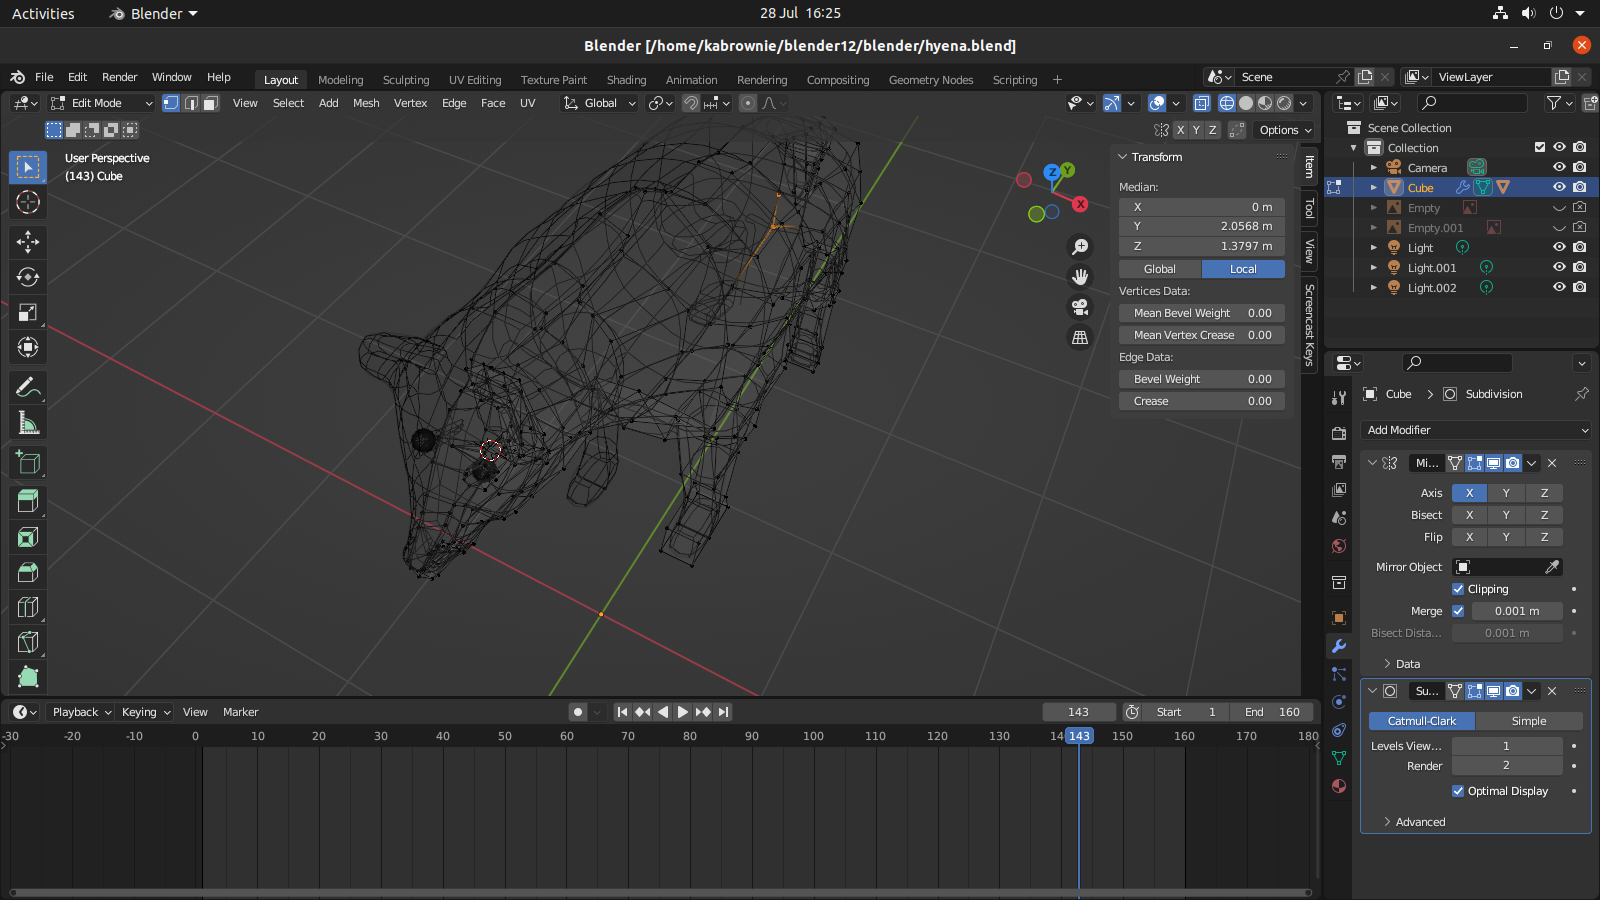 Activities Blender 28 Jul 16:25
Blender [/home/kabrownie/blender12/blender/hyena.blend]
File Edit Render Window Help Layout Modeling Sculpting UV Editing Texture Paint Shading Animation Rendering Compositing Geometry Nodes Scripting + Scene ViewLayer
Edit Mode View Select Add Mesh Vertex Edge Face UV Global
X Y Z Options
User Perspective
(143) Cube
Z Y X
Transform
Median:
X 0 m
Y 2.0568 m
Z 1.3797 m
Global Local
Vertices Data:
Mean Bevel Weight 0.00
Mean Vertex Crease 0.00
Edge Data:
Bevel Weight 0.00
Crease 0.00
Item
Tool
View
Screencast Keys
Scene Collection
Collection
Camera
Cube
Empty
Empty.001
Light
Light.001
Light.002
Cube > Subdivision
Add Modifier
Mi...
Axis X Y Z
Bisect X Y Z
Flip X Y Z
Mirror Object
Clipping
Merge 0.001 m
Bisect Dista... 0.001 m
Data
Su...
Catmull-Clark Simple
Levels View... 1
Render 2
Optimal Display
Advanced
Playback Keying View Marker 143 Start 1 End 160
-30 -20 -10 0 10 20 30 40 50 60 70 80 90 100 110 120 130 14 143 150 160 170 180